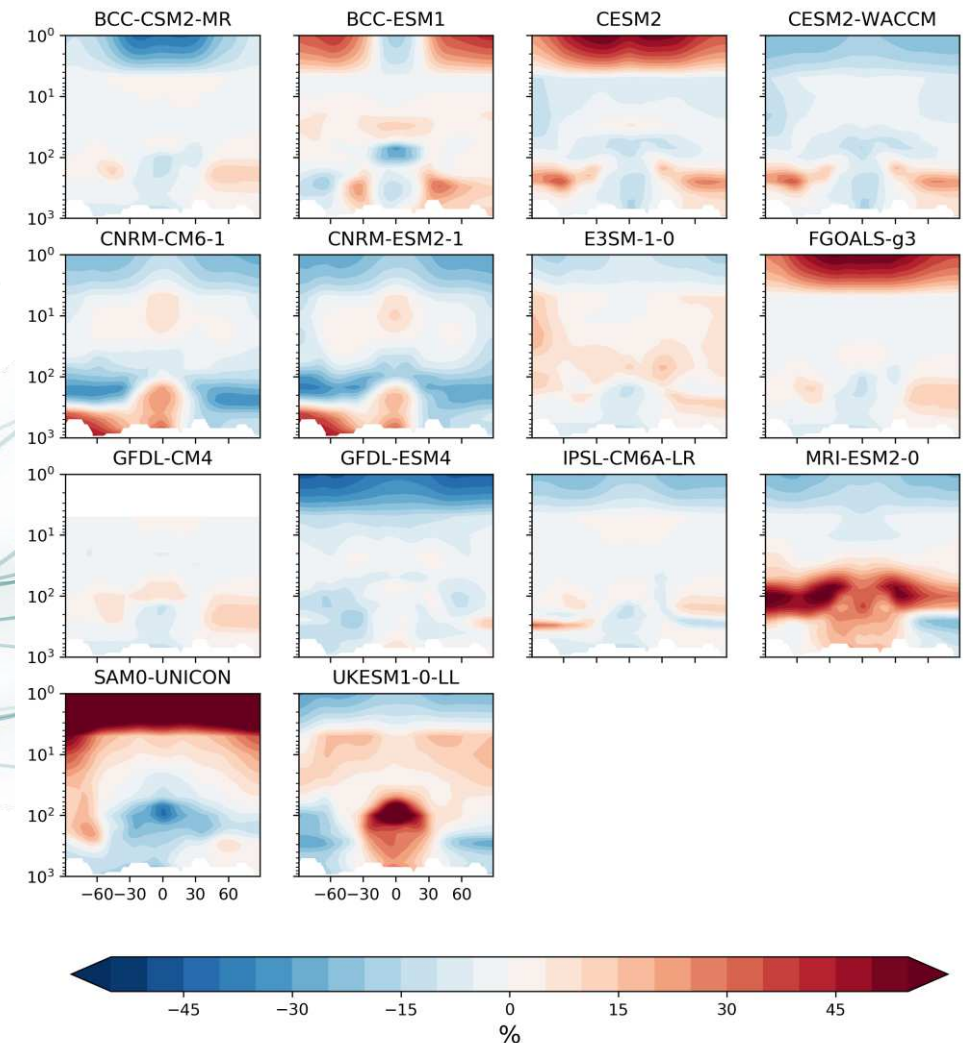 BCC-CSM2-MR BCC-ESM1 CESM2 CESM2-WACCM
10⁰
10¹
10²
10³
CNRM-CM6-1 CNRM-ESM2-1 E3SM-1-0 FGOALS-g3
10⁰
10¹
10²
10³
GFDL-CM4 GFDL-ESM4 IPSL-CM6A-LR MRI-ESM2-0
10⁰
10¹
10²
10³
SAM0-UNICON UKESM1-0-LL
10⁰
10¹
10²
10³
−60 −30 0 30 60 −60 −30 0 30 60
−45 −30 −15 0 15 30 45
%